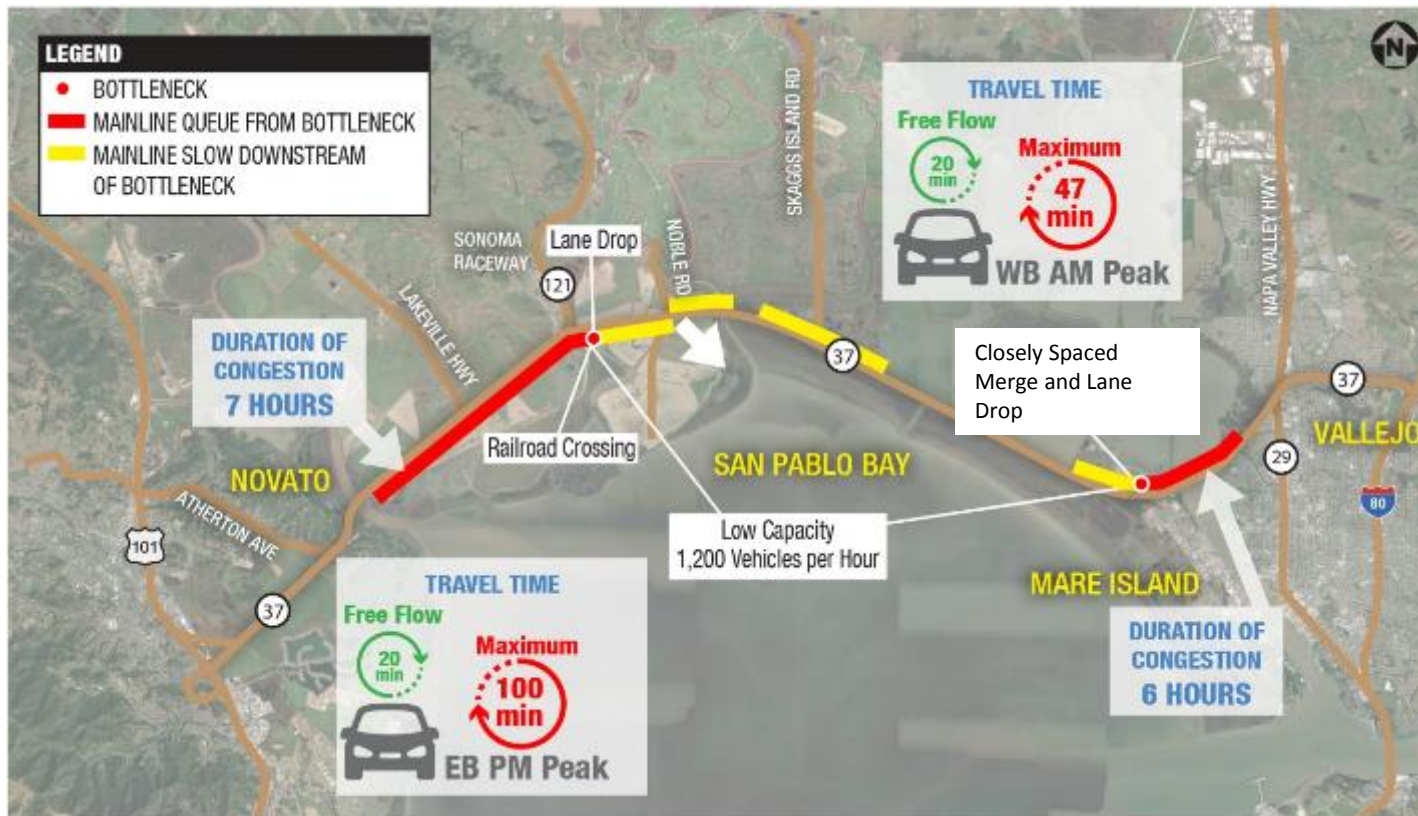 LEGEND
BOTTLENECK
MAINLINE QUEUE FROM BOTTLENECK
MAINLINE SLOW DOWNSTREAM
OF BOTTLENECK
N
TRAVEL TIME
Free Flow
20
min
Maximum
47
min
WB AM Peak
SKAGGS ISLAND RD
NAPA VALLEY HWY
NOBLE RD
SONOMA
RACEWAY
Lane Drop
121
LAKEVILLE HWY
DURATION OF
CONGESTION
7 HOURS
37
Closely Spaced
Merge and Lane
Drop
37
VALLEJO
29
80
Railroad Crossing
NOVATO
SAN PABLO BAY
ATHERTON AVE
101
Low Capacity
1,200 Vehicles per Hour
MARE ISLAND
37
TRAVEL TIME
Free Flow
20
min
Maximum
100
min
EB PM Peak
DURATION OF
CONGESTION
6 HOURS